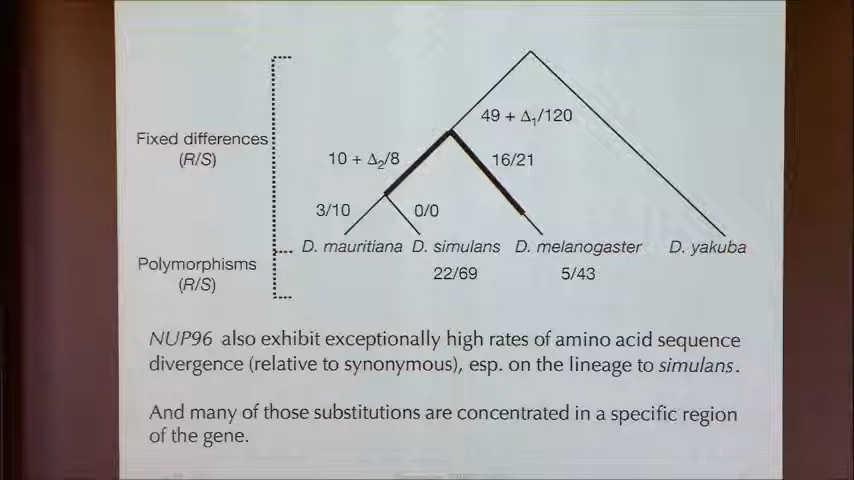 49 + Δ1/120
Fixed differences
(R/S)
10 + Δ2/8
16/21
3/10
0/0
D. mauritiana
D. simulans
D. melanogaster
D. yakuba
Polymorphisms
(R/S)
22/69
5/43
NUP96 also exhibit exceptionally high rates of amino acid sequence
divergence (relative to synonymous), esp. on the lineage to simulans.
And many of those substitutions are concentrated in a specific region
of the gene.